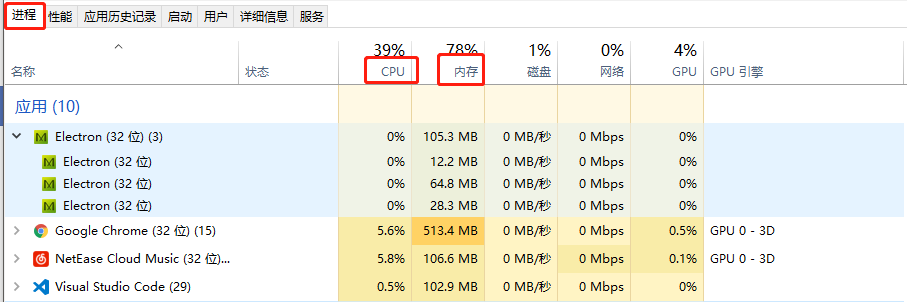 进程 性能 应用历史记录 启动 用户 详细信息 服务
39% 78% 1% 0% 4%
名称 状态 CPU 内存 磁盘 网络 GPU GPU 引擎
应用 (10)
Electron (32 位) (3) 0% 105.3 MB 0 MB/秒 0 Mbps 0%
Electron (32 位) 0% 12.2 MB 0 MB/秒 0 Mbps 0%
Electron (32 位) 0% 64.8 MB 0 MB/秒 0 Mbps 0%
Electron (32 位) 0% 28.3 MB 0 MB/秒 0 Mbps 0%
Google Chrome (32 位) (15) 5.6% 513.4 MB 0 MB/秒 0 Mbps 0.5% GPU 0 - 3D
NetEase Cloud Music (32 位)... 5.8% 106.6 MB 0 MB/秒 0 Mbps 0.1% GPU 0 - 3D
Visual Studio Code (29) 0.5% 102.9 MB 0 MB/秒 0 Mbps 0%